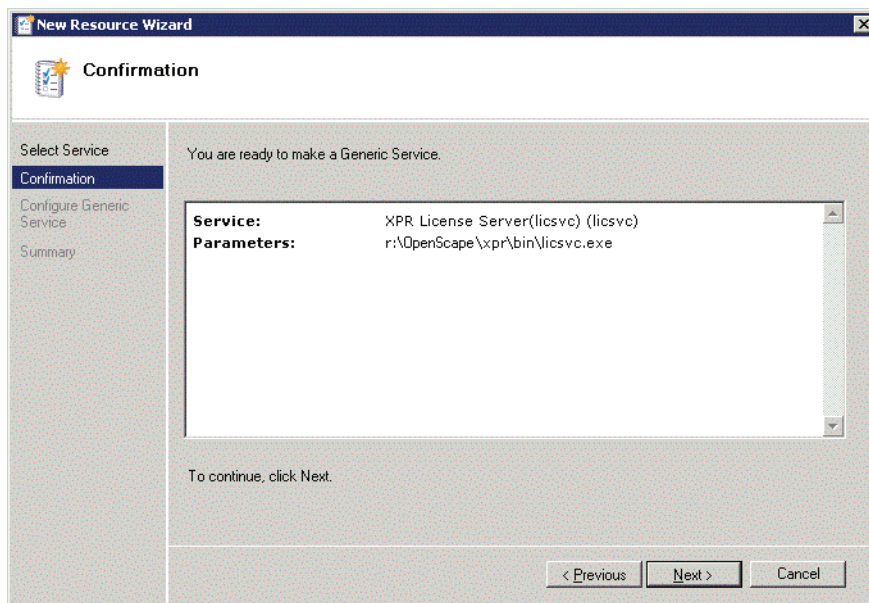 New Resource Wizard
Confirmation
Select Service
Confirmation
Configure Generic
Service
Summary
You are ready to make a Generic Service.
Service: XPR License Server(licsvc) (licsvc)
Parameters: r:\OpenScape\xpr\bin\licsvc.exe
To continue, click Next.
< Previous
Next >
Cancel